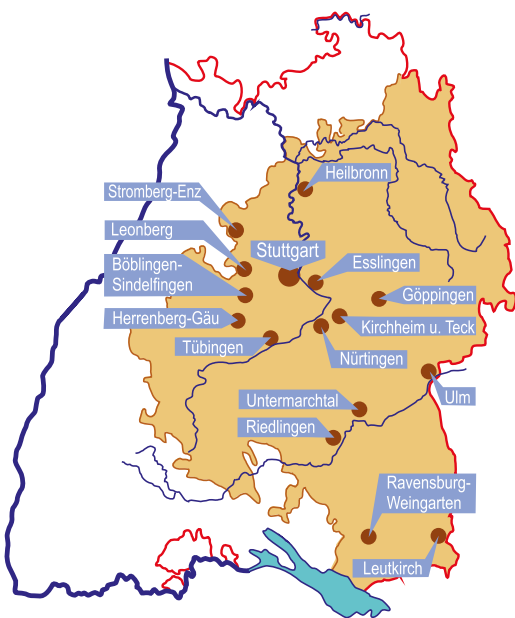 Heilbronn
Stromberg-Enz
Leonberg
Stuttgart
Böblingen-
Sindelfingen
Esslingen
Göppingen
Herrenberg-Gäu
Kirchheim u. Teck
Tübingen
Nürtingen
Ulm
Untermarchtal
Riedlingen
Ravensburg-
Weingarten
Leutkirch